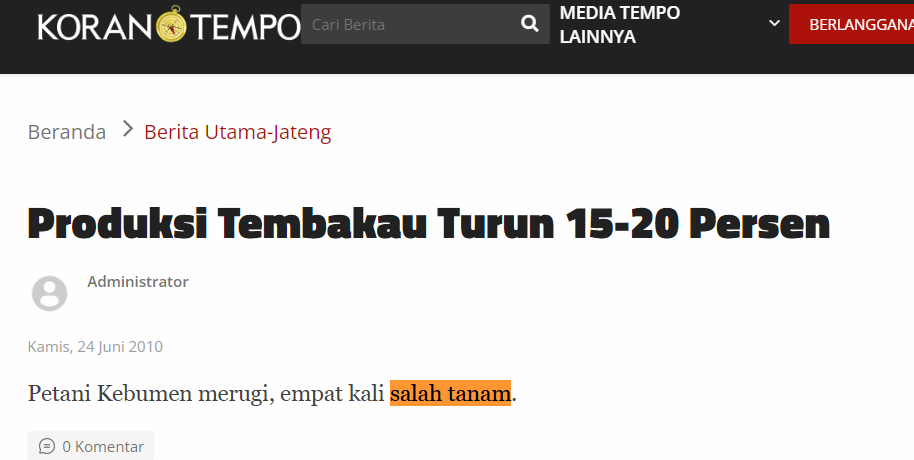 KORAN TEMPO
Cari Berita
MEDIA TEMPO
LAINNYA
BERLANGGANA
Beranda > Berita Utama-Jateng
Produksi Tembakau Turun 15-20 Persen
Administrator
Kamis, 24 Juni 2010
Petani Kebumen merugi, empat kali salah tanam.
0 Komentar